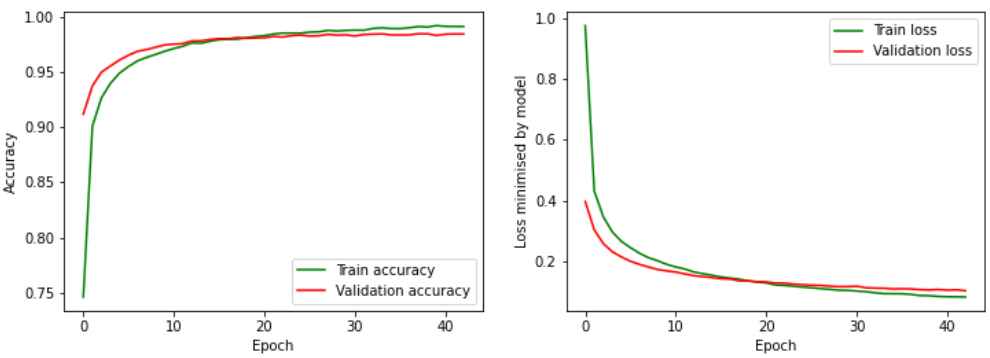 1.00
0.95
0.90
0.85
0.80
0.75
Accuracy
Train accuracy
Validation accuracy
0
10
20
30
40
Epoch
1.0
0.8
0.6
0.4
0.2
Loss minimised by model
Train loss
Validation loss
0
10
20
30
40
Epoch